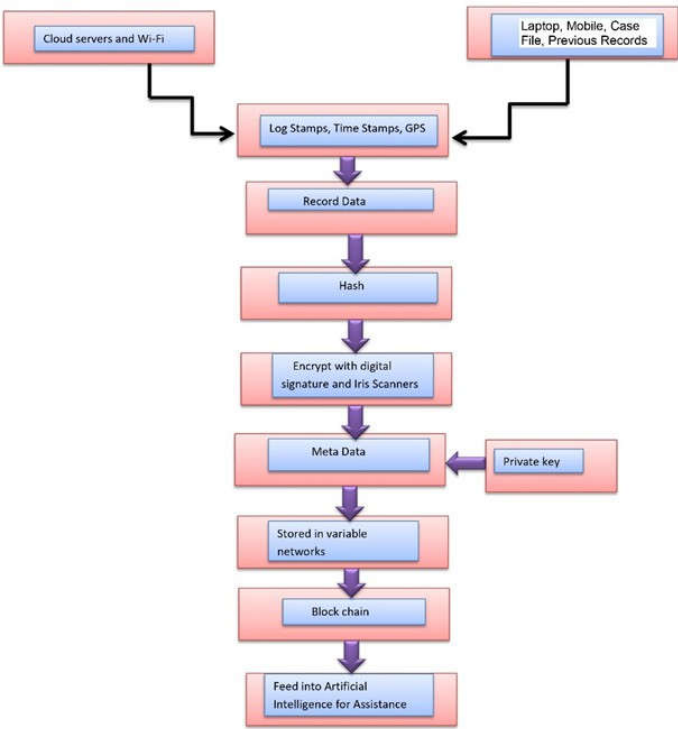 Cloud servers and Wi-Fi
Laptop, Mobile, Case
File, Previous Records
Log Stamps, Time Stamps, GPS
Record Data
Hash
Encrypt with digital
signature and Iris Scanners
Meta Data
Private key
Stored in variable
networks
Block chain
Feed into Artificial
Intelligence for Assistance